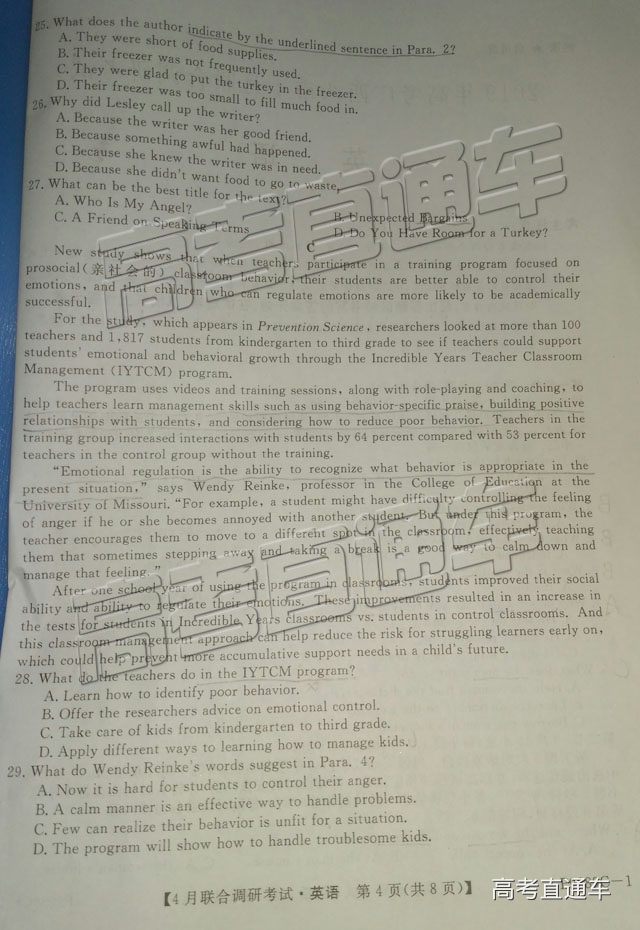 25. What does the author indicate by the underlined sentence in Para. 2?
A. They were short of food supplies.
B. Their freezer was not frequently used.
C. They were glad to put the turkey in the freezer.
D. Their freezer was too small to fill much food in.
26. Why did Lesley call up the writer?
A. Because the writer was her good friend.
B. Because something awful had happened.
C. Because she knew the writer was in need.
D. Because she didn't want food to go to waste.
27. What can be the best title for the text?
A. Who Is My Angel?
B. Unexpected Bargains
C. A Friend on Speaking Terms
D. Do You Have Room for a Turkey?
C
New study shows that when teachers participate in a training program focused on
prosocial(亲社会的) classroom behavior, their students are better able to control their
emotions, and that children who can regulate emotions are more likely to be academically
successful.
For the study, which appears in Prevention Science, researchers looked at more than 100
teachers and 1,817 students from kindergarten to third grade to see if teachers could support
students' emotional and behavioral growth through the Incredible Years Teacher Classroom
Management (IYTCM) program.
The program uses videos and training sessions, along with role-playing and coaching, to
help teachers learn management skills such as using behavior-specific praise, building positive
relationships with students, and considering how to reduce poor behavior. Teachers in the
training group increased interactions with students by 64 percent compared with 53 percent for
teachers in the control group without the training.
"Emotional regulation is the ability to recognize what behavior is appropriate in the
present situation," says Wendy Reinke, professor in the College of Education at the
University of Missouri. "For example, a student might have difficulty controlling the feeling
of anger if he or she becomes annoyed with another student. But under this program, the
teacher encourages them to move to a different spot in the classroom, effectively teaching
them that sometimes stepping away and taking a break is a good way to calm down and
manage that feeling."
After one school year of using the program in classrooms, students improved their social
ability and ability to regulate their emotions. These improvements resulted in an increase in
the tests for students in Incredible Years classrooms vs. students in control classrooms. And
this classroom management approach can help reduce the risk for struggling learners early on,
which could help prevent more accumulative support needs in a child's future.
28. What do the teachers do in the IYTCM program?
A. Learn how to identify poor behavior.
B. Offer the researchers advice on emotional control.
C. Take care of kids from kindergarten to third grade.
D. Apply different ways to learning how to manage kids.
29. What do Wendy Reinke's words suggest in Para. 4?
A. Now it is hard for students to control their anger.
B. A calm manner is an effective way to handle problems.
C. Few can realize their behavior is unfit for a situation.
D. The program will show how to handle troublesome kids.
【4月联合调研考试·英语 第4页(共8页)】
高考直通车
高考直通车
高考直通车